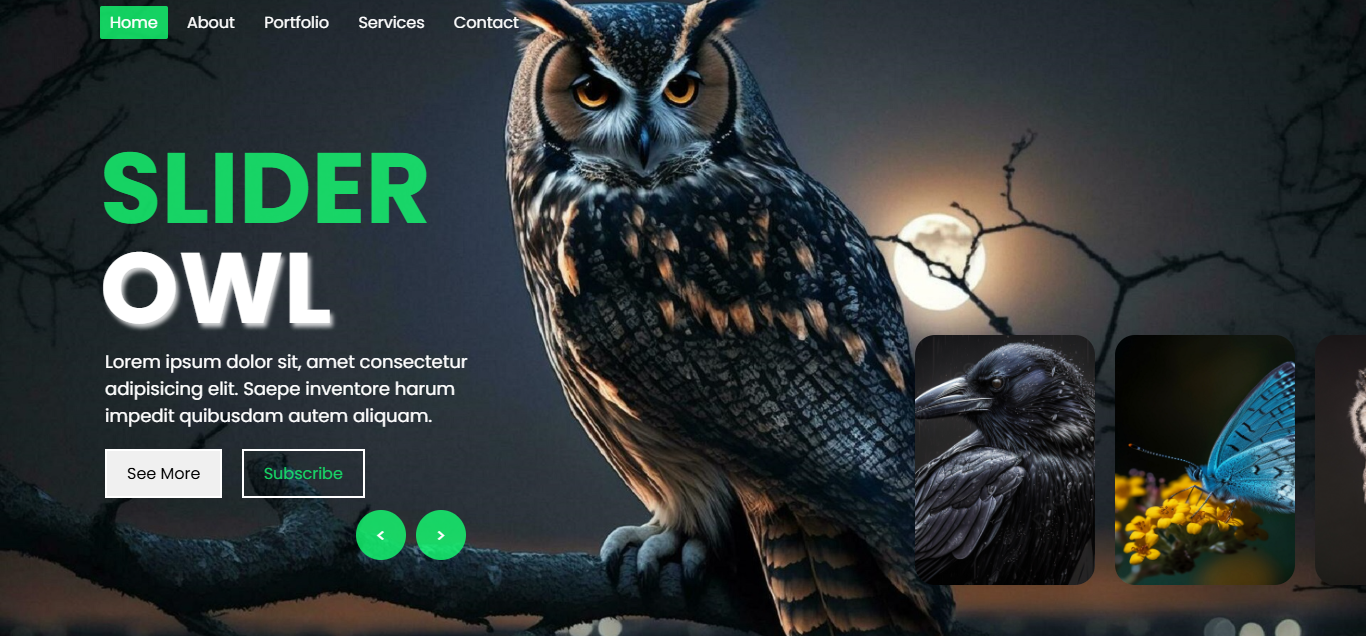 Home About Portfolio Services Contact
SLIDER
OWL
Lorem ipsum dolor sit, amet consectetur
adipisicing elit. Saepe inventore harum
impedit quibusdam autem aliquam.
See More Subscribe
< >